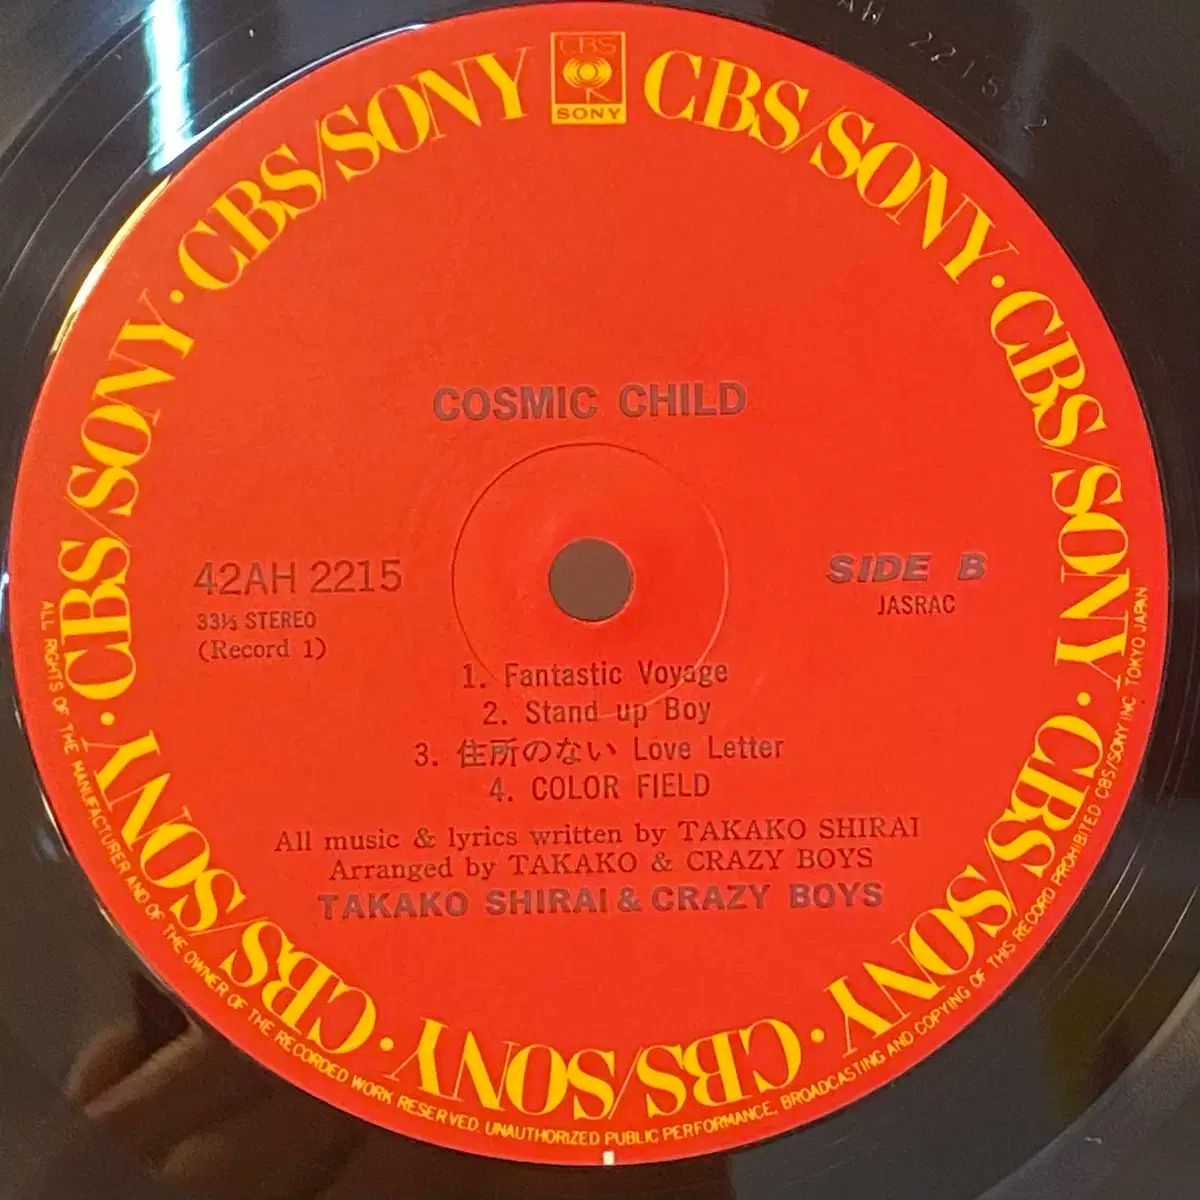 CBS
SONY
CBS/SONY · CBS/SONY · CBS/SONY · CBS/SONY · CBS/SONY · CBS/SONY · CBS/SONY · CBS/SONY
COSMIC CHILD
42AH 2215
33⅓ STEREO
(Record 1)
SIDE B
JASRAC
1. Fantastic Voyage
2. Stand up Boy
3. 住所のない Love Letter
4. COLOR FIELD
All music & lyrics written by TAKAKO SHIRAI
Arranged by TAKAKO & CRAZY BOYS
TAKAKO SHIRAI & CRAZY BOYS
ALL RIGHTS OF THE MANUFACTURER AND OF THE OWNER OF THE RECORDED WORK RESERVED. UNAUTHORIZED PUBLIC PERFORMANCE, BROADCASTING AND COPYING OF THIS RECORD PROHIBITED CBS/SONY INC. TOKYO JAPAN